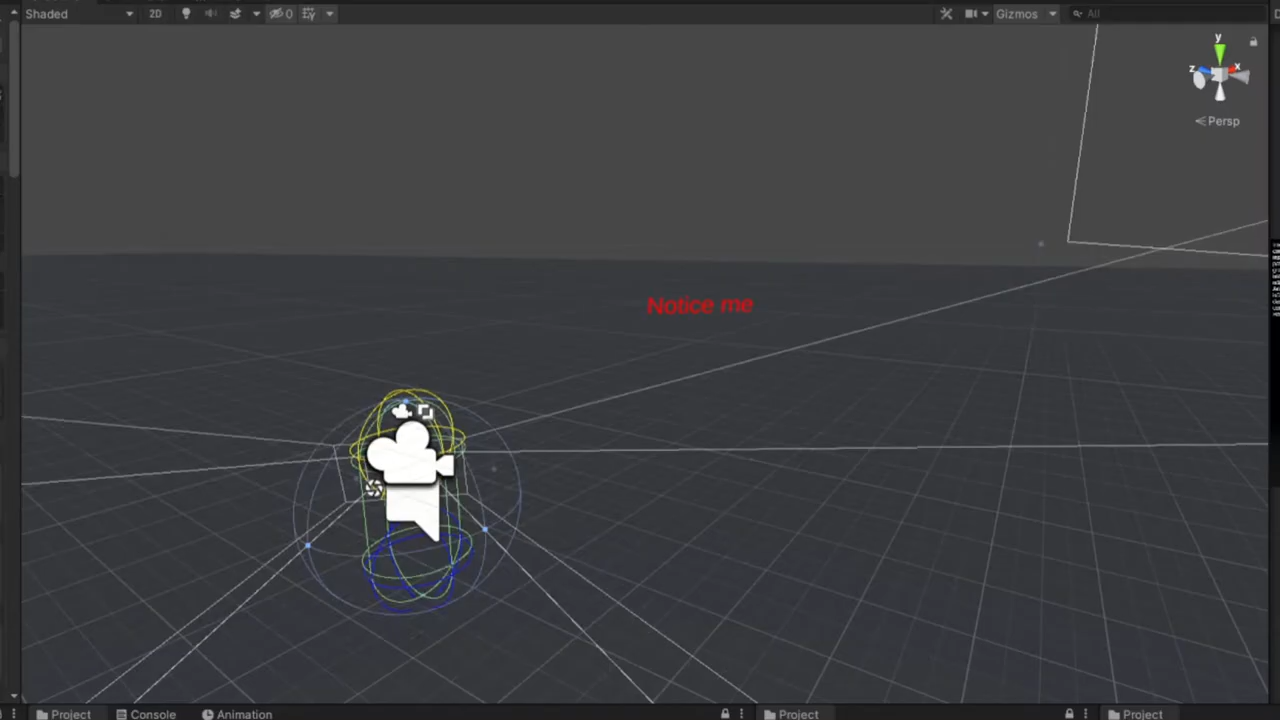 Shaded
2D
0
Gizmos
All
y
z
x
Persp
Notice me
Project
Console
Animation
Project
Project